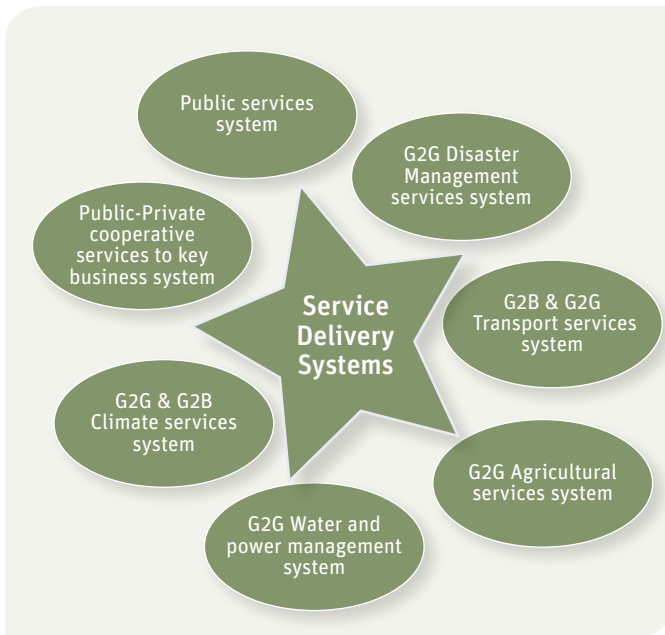 Public services
system
G2G Disaster
Management
services system
Public-Private
cooperative
services to key
business system
Service
Delivery
Systems
G2B & G2G
Transport services
system
G2G & G2B
Climate services
system
G2G Agricultural
services system
G2G Water and
power management
system